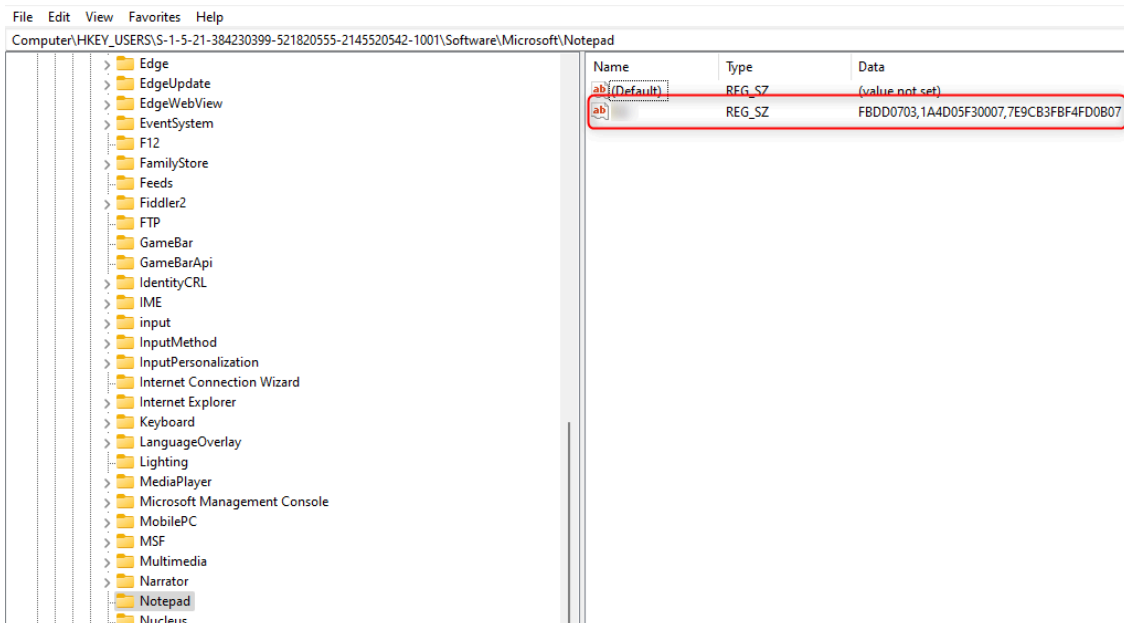 File Edit View Favorites Help
Computer\HKEY_USERS\S-1-5-21-384230399-521820555-2145520542-1001\Software\Microsoft\Notepad
Edge
EdgeUpdate
EdgeWebView
EventSystem
F12
FamilyStore
Feeds
Fiddler2
FTP
GameBar
GameBarApi
IdentityCRL
IME
input
InputMethod
InputPersonalization
Internet Connection Wizard
Internet Explorer
Keyboard
LanguageOverlay
Lighting
MediaPlayer
Microsoft Management Console
MobilePC
MSF
Multimedia
Narrator
Notepad
Nucleus
Name Type Data
ab (Default) REG_SZ (value not set)
ab REG_SZ FBDD0703,1A4D05F30007,7E9CB3FBF4FD0B07